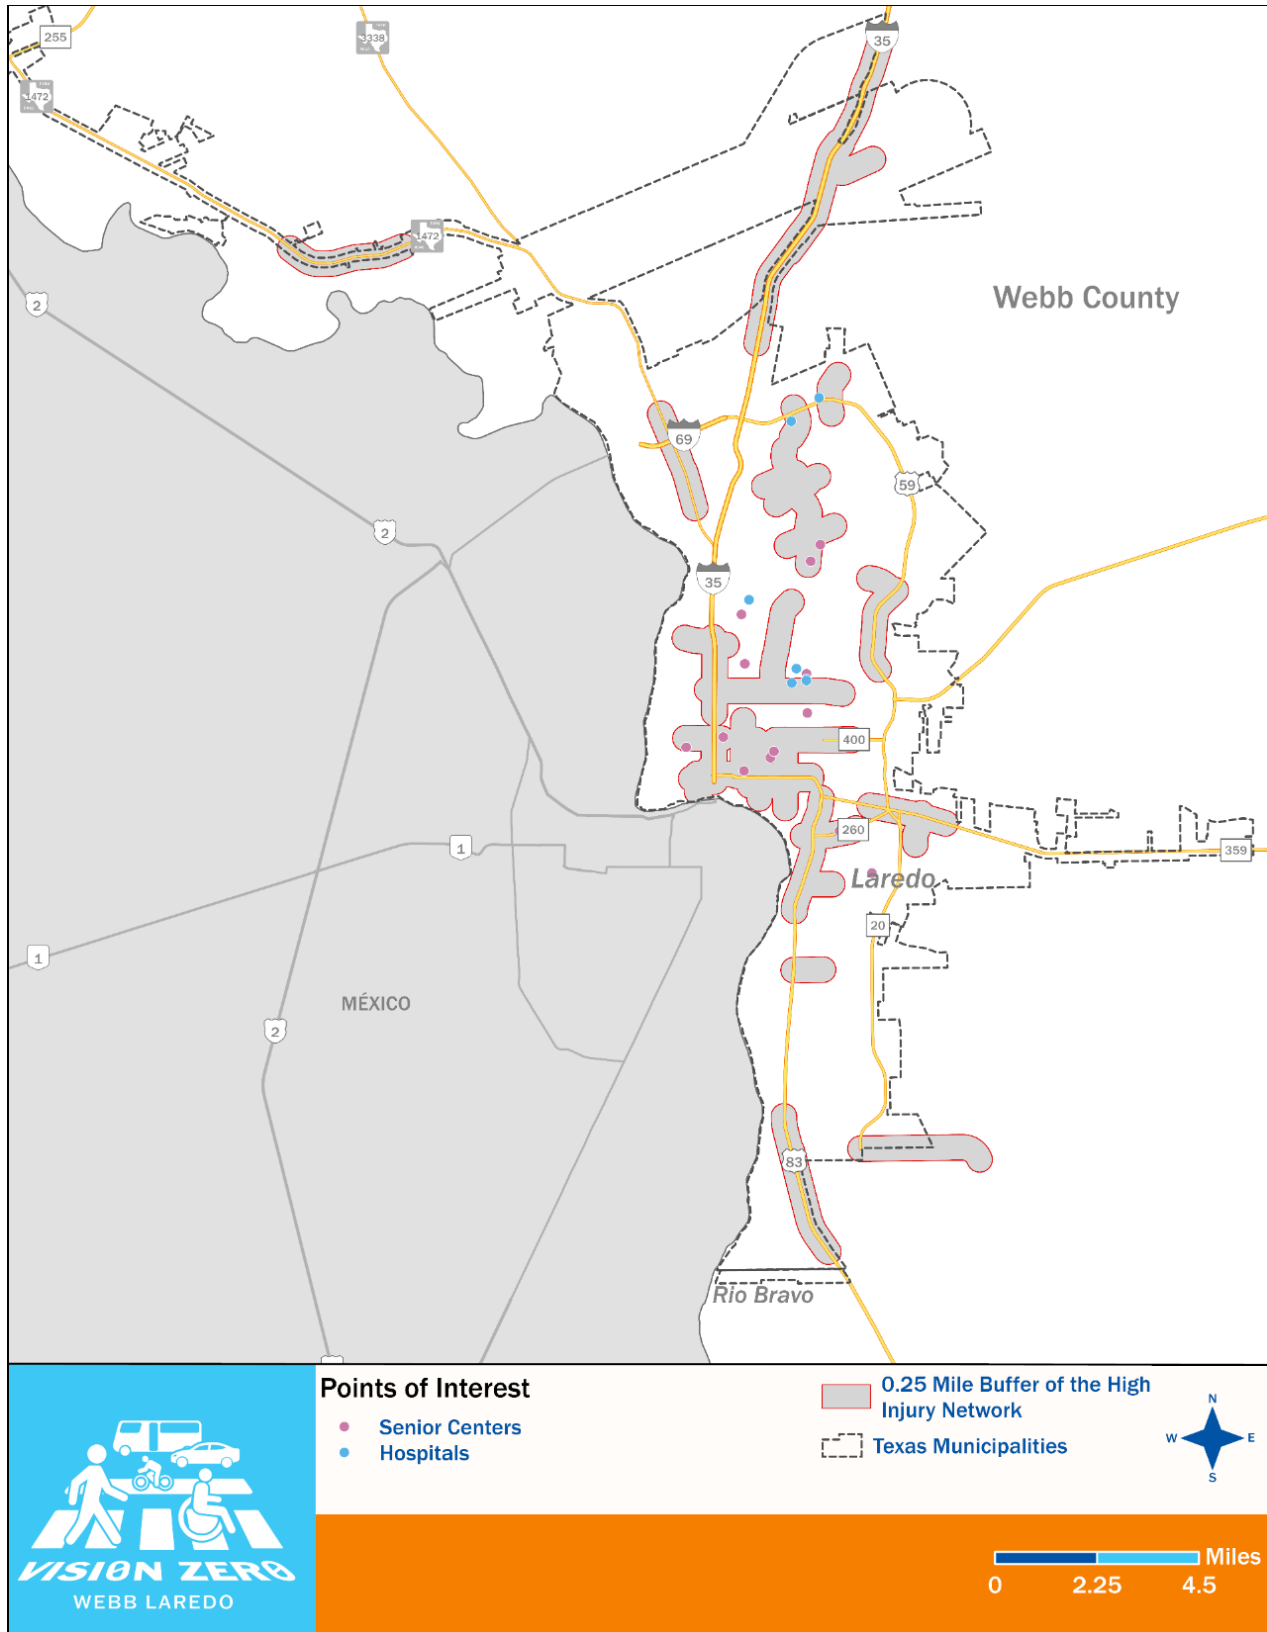 255
3338
35
1472
1472
2
Webb County
69
59
2
35
400
260
1
359
Laredo
20
1
MÉXICO
2
83
Rio Bravo
Points of Interest
Senior Centers
Hospitals
0.25 Mile Buffer of the High
Injury Network
Texas Municipalities
N
W
E
S
VISION ZERO
WEBB LAREDO
Miles
0
2.25
4.5